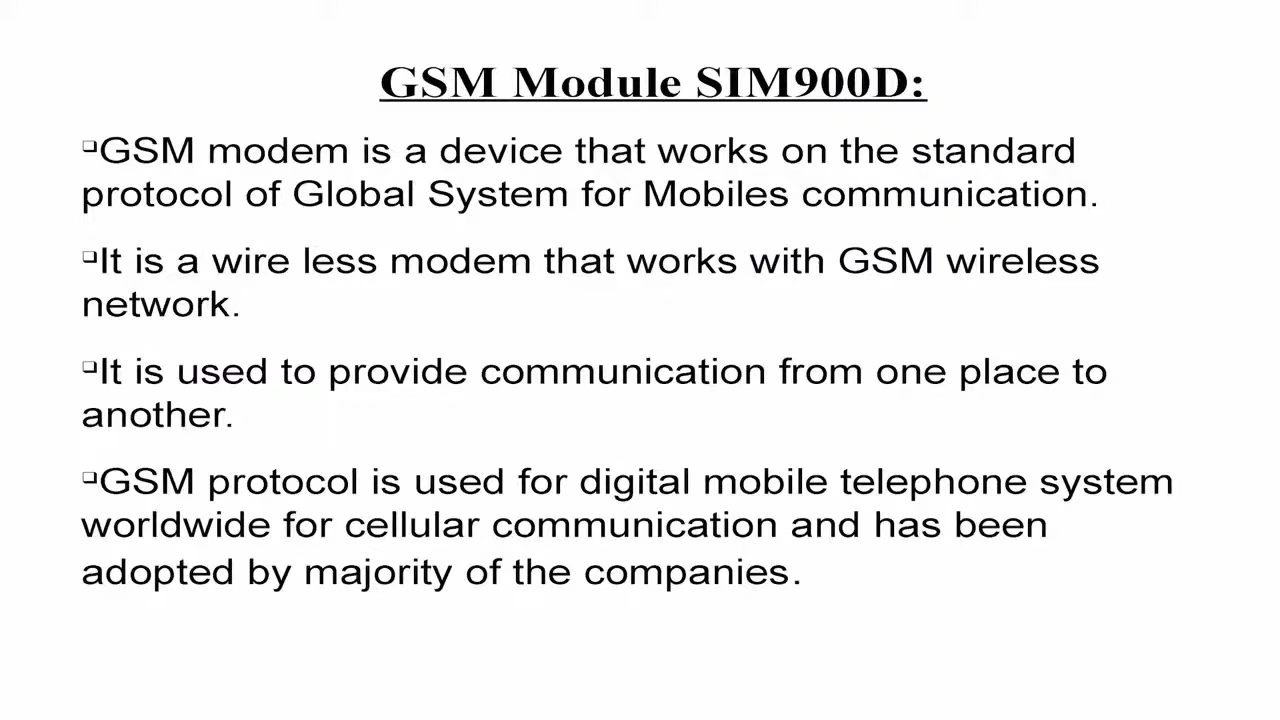 GSM Module SIM900D:
❑GSM modem is a device that works on the standard
protocol of Global System for Mobiles communication.
❑It is a wire less modem that works with GSM wireless
network.
❑It is used to provide communication from one place to
another.
❑GSM protocol is used for digital mobile telephone system
worldwide for cellular communication and has been
adopted by majority of the companies.